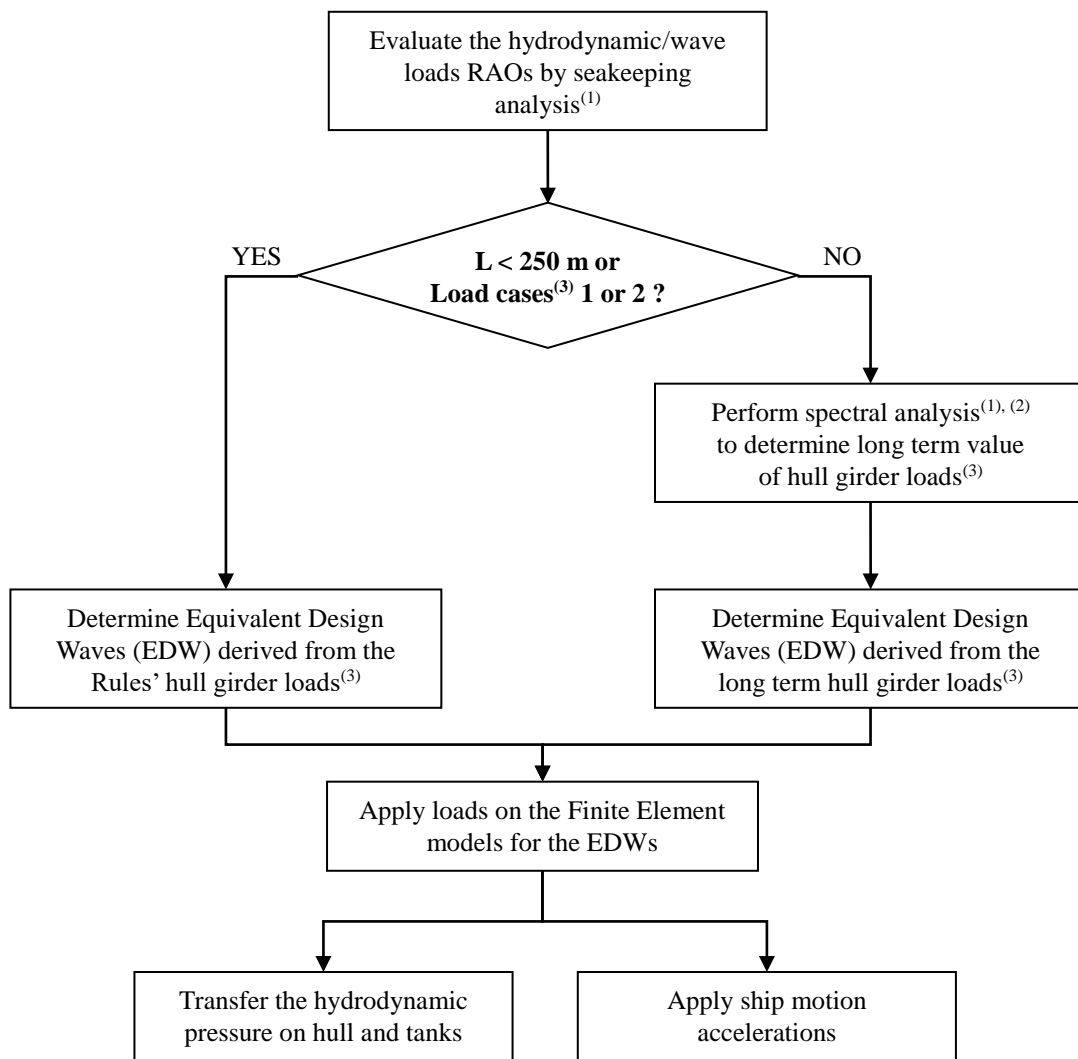 Evaluate the hydrodynamic/wave
loads RAOs by seakeeping
analysis(1)
YES
NO
L < 250 m or
Load cases(3) 1 or 2 ?
Perform spectral analysis(1), (2)
to determine long term value
of hull girder loads(3)
Determine Equivalent Design
Waves (EDW) derived from the
Rules’ hull girder loads(3)
Determine Equivalent Design
Waves (EDW) derived from the
long term hull girder loads(3)
Apply loads on the Finite Element
models for the EDWs
Transfer the hydrodynamic
pressure on hull and tanks
Apply ship motion
accelerations